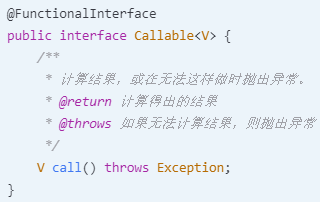 @FunctionalInterface
public interface Callable<V> {
    /**
     * 计算结果，或在无法这样做时抛出异常。
     * @return 计算得出的结果
     * @throws 如果无法计算结果，则抛出异常
     */
    V call() throws Exception;
}